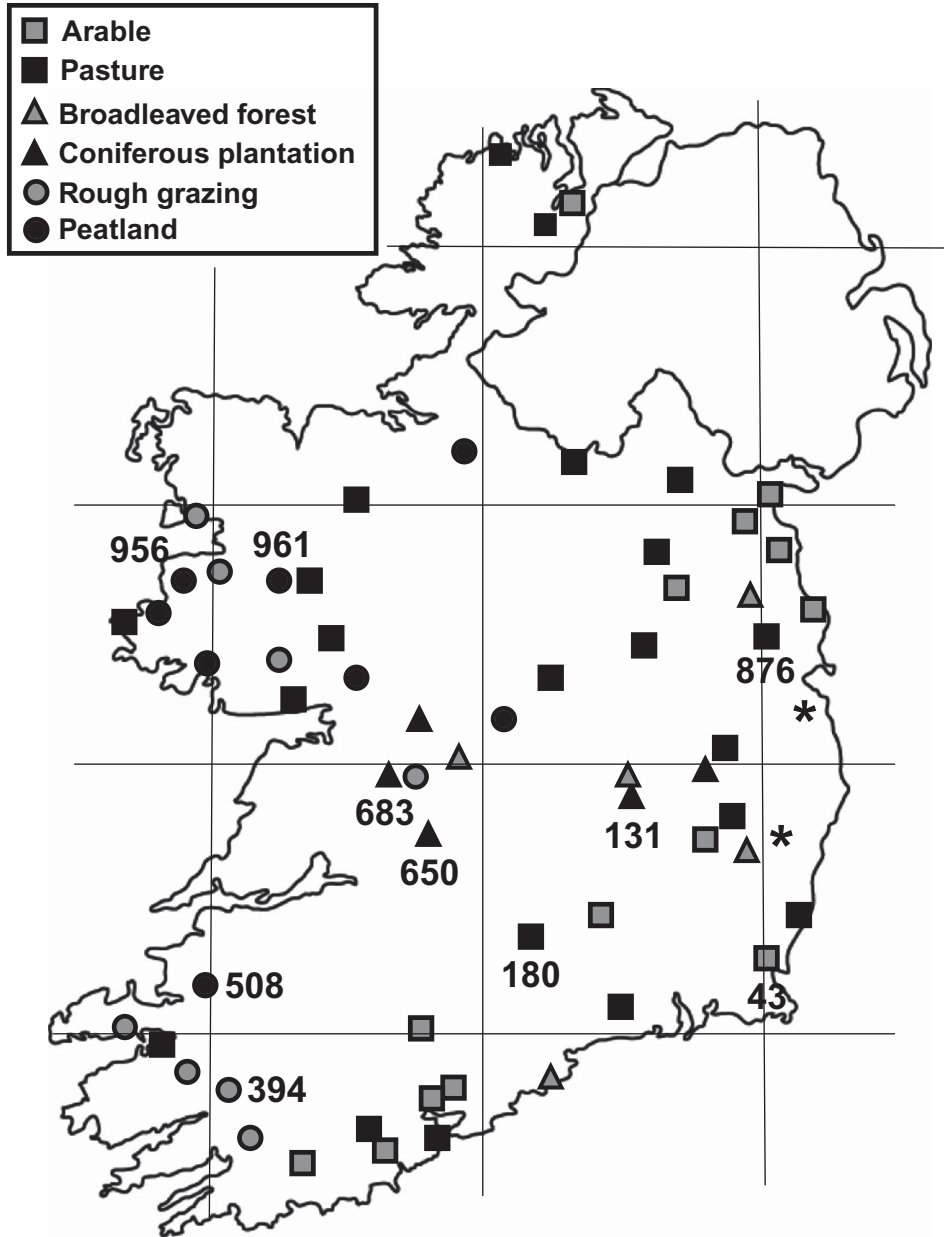 Arable
Pasture
Broadleaved forest
Coniferous plantation
Rough grazing
Peatland
956
961
876
*
683
131
*
650
180
508
43
394